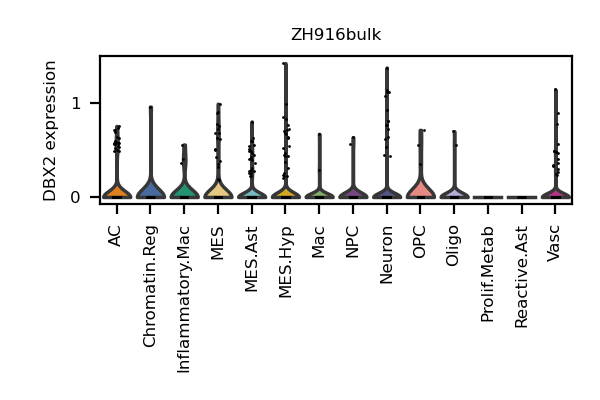 ZH916bulk
DBX2 expression
1
0
AC
Chromatin.Reg
Inflammatory.Mac
MES
MES.Ast
MES.Hyp
Mac
NPC
Neuron
OPC
Oligo
Prolif.Metab
Reactive.Ast
Vasc